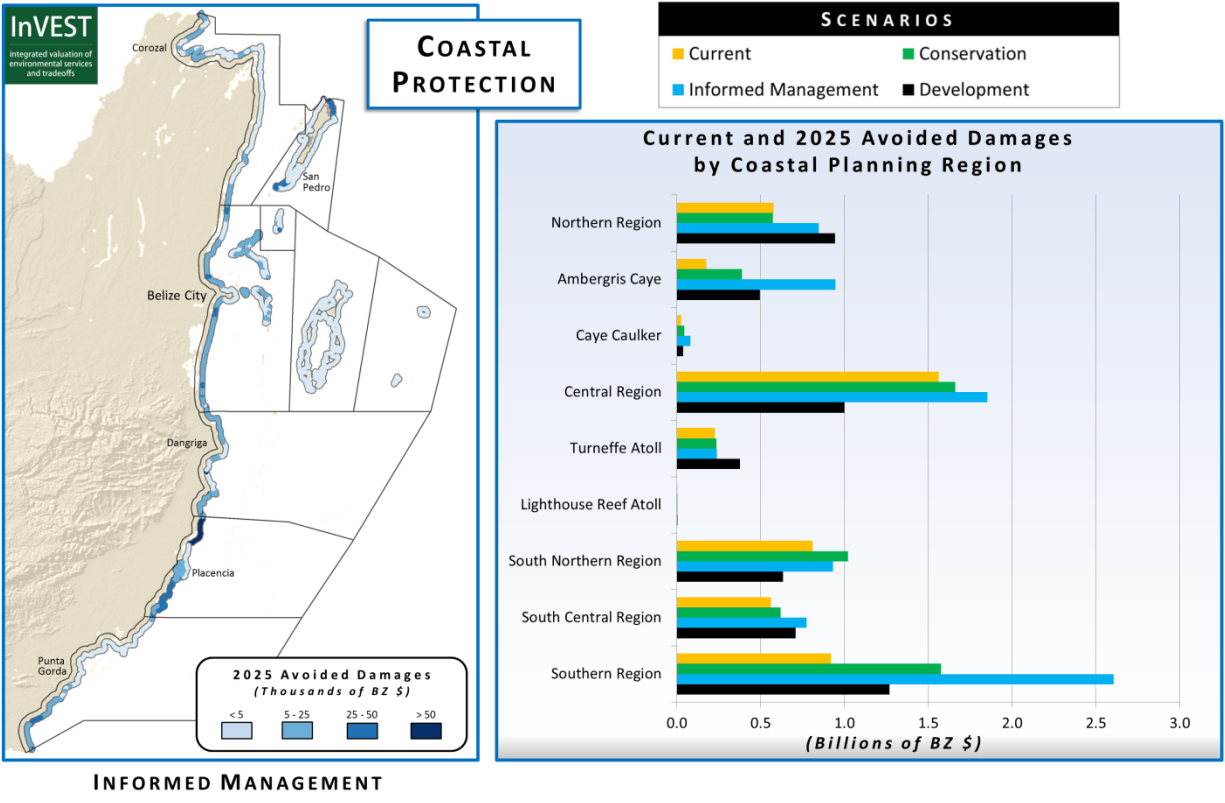 InVEST
integrated valuation of
environmental services
and tradeoffs
COASTAL
PROTECTION
Corozal
San
Pedro
Belize City
Dangriga
Placencia
Punta
Gorda
2025 Avoided Damages
(Thousands of BZ $)
< 5 5 - 25 25 - 50 > 50
INFORMED MANAGEMENT
SCENARIOS
Current Conservation
Informed Management Development
Current and 2025 Avoided Damages
by Coastal Planning Region
Northern Region
Ambergris Caye
Caye Caulker
Central Region
Turneffe Atoll
Lighthouse Reef Atoll
South Northern Region
South Central Region
Southern Region
0.0 0.5 1.0 1.5 2.0 2.5 3.0
(Billions of BZ $)